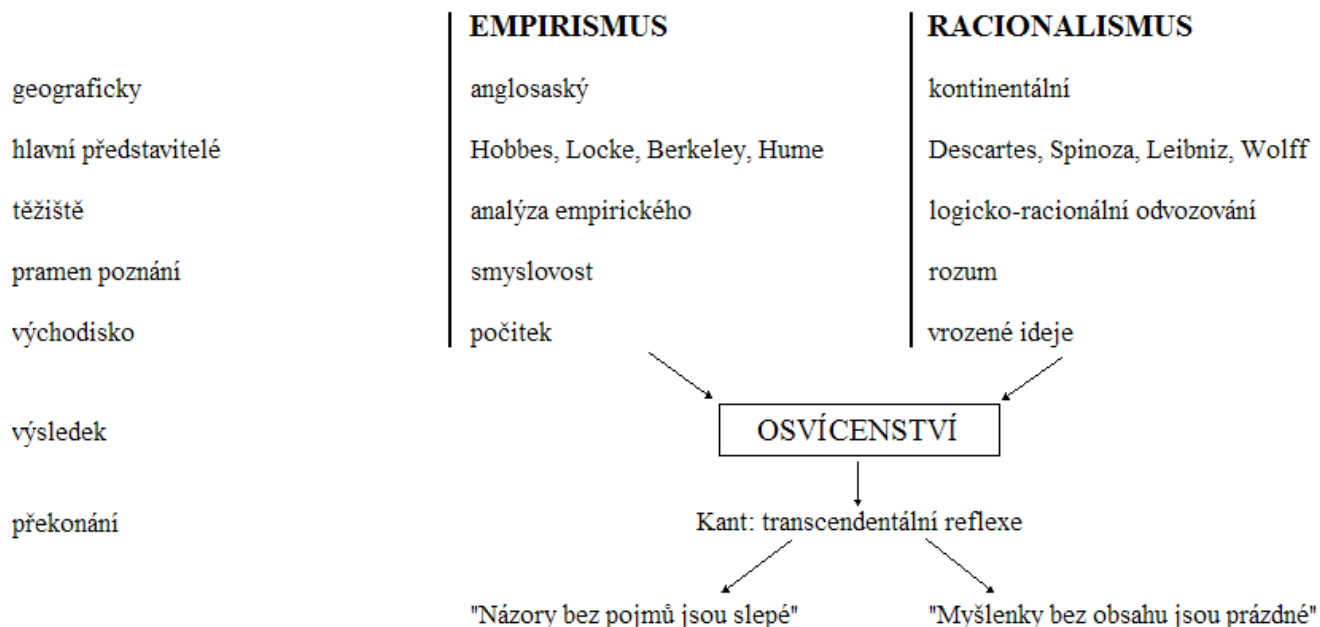 EMPIRISMUS RACIONALISMUS
geograficky anglosaský kontinentální
hlavní představitelé Hobbes, Locke, Berkeley, Hume Descartes, Spinoza, Leibniz, Wolff
těžiště analýza empirického logicko-racionální odvozování
pramen poznání smyslovost rozum
východisko počitek vrozené ideje
výsledek OSVÍCENSTVÍ
překonání Kant: transcendentální reflexe
"Názory bez pojmů jsou slepé" "Myšlenky bez obsahu jsou prázdné"